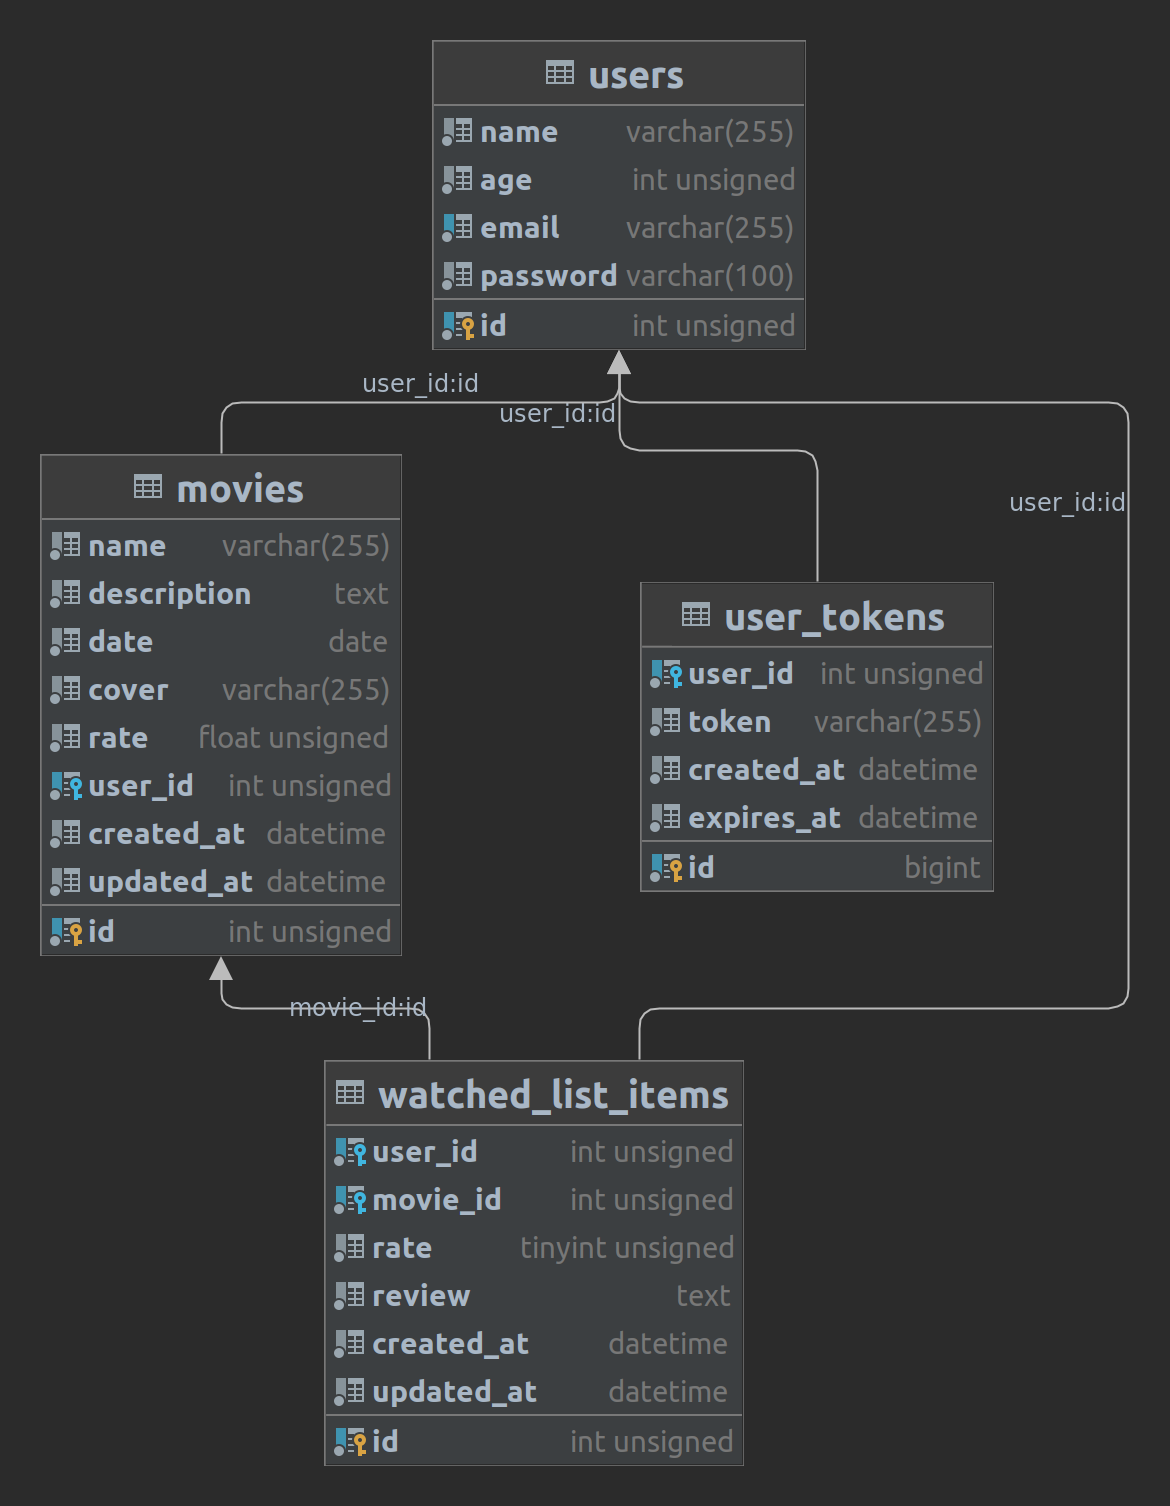 users
name varchar(255)
age int unsigned
email varchar(255)
password varchar(100)
id int unsigned
user_id:id
user_id:id
user_id:id
movies
name varchar(255)
description text
date date
cover varchar(255)
rate float unsigned
user_id int unsigned
created_at datetime
updated_at datetime
id int unsigned
user_tokens
user_id int unsigned
token varchar(255)
created_at datetime
expires_at datetime
id bigint
movie_id:id
watched_list_items
user_id int unsigned
movie_id int unsigned
rate tinyint unsigned
review text
created_at datetime
updated_at datetime
id int unsigned